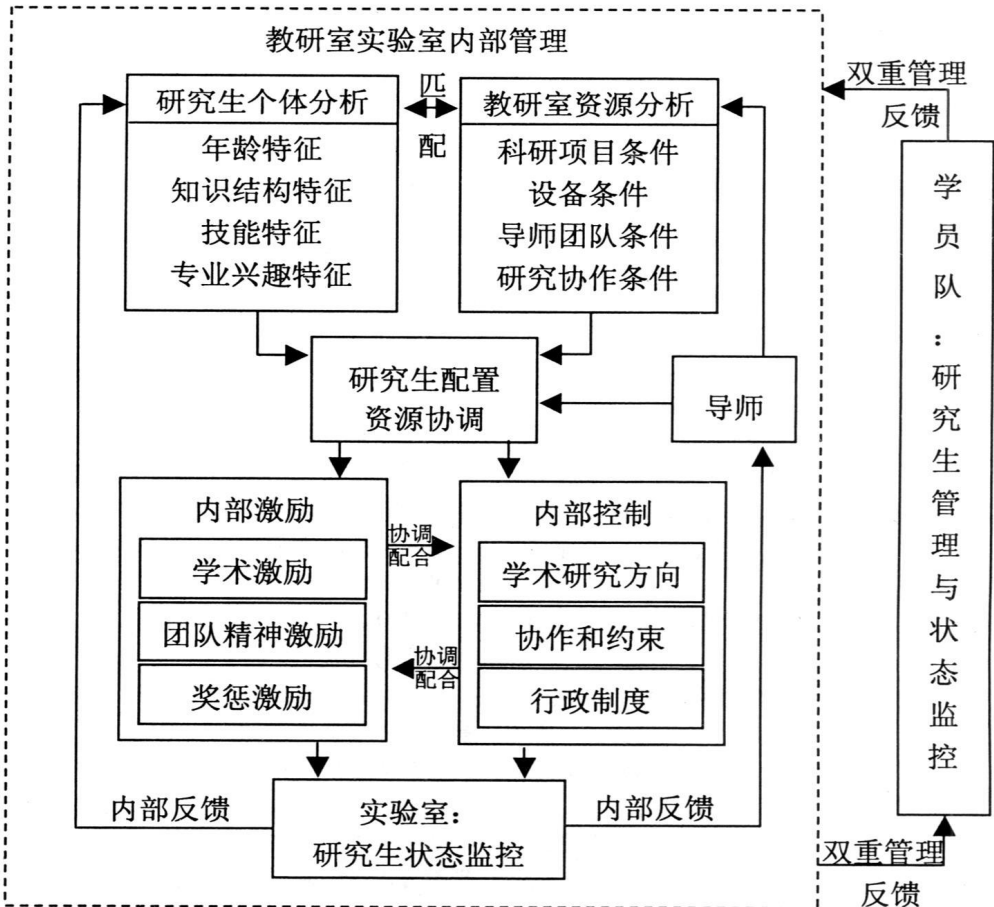 教研室实验室内部管理
研究生个体分析
年龄特征
知识结构特征
技能特征
专业兴趣特征
匹
配
教研室资源分析
科研项目条件
设备条件
导师团队条件
研究协作条件
研究生配置
资源协调
导师
内部激励
学术激励
团队精神激励
奖惩激励
协调
配合
协调
配合
内部控制
学术研究方向
协作和约束
行政制度
内部反馈
实验室：
研究生状态监控
内部反馈
双重管理
反馈
学员队：研究生管理与状态监控
双重管理
反馈